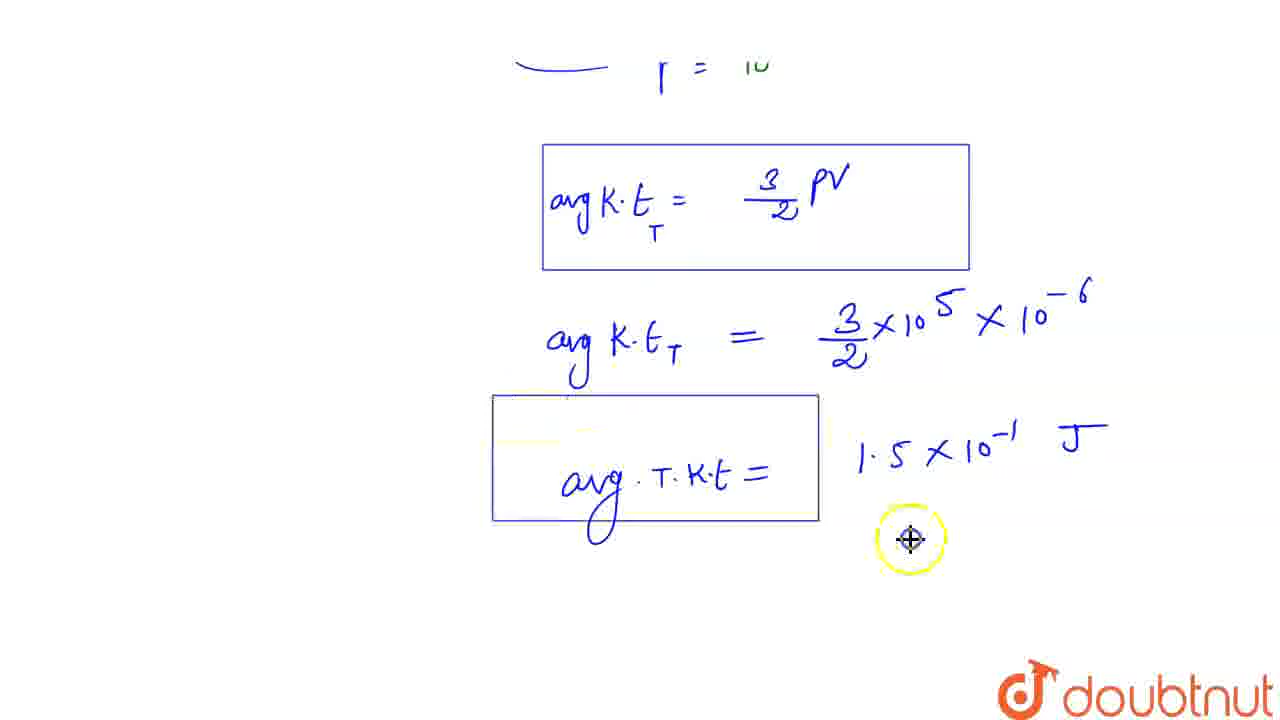 = 10
avg K.E_T = 3/2 PV
avg K.E_T = 3/2 × 10^5 × 10^-6
avg. T.K.E = 1.5 × 10^-1 J
doubtnut